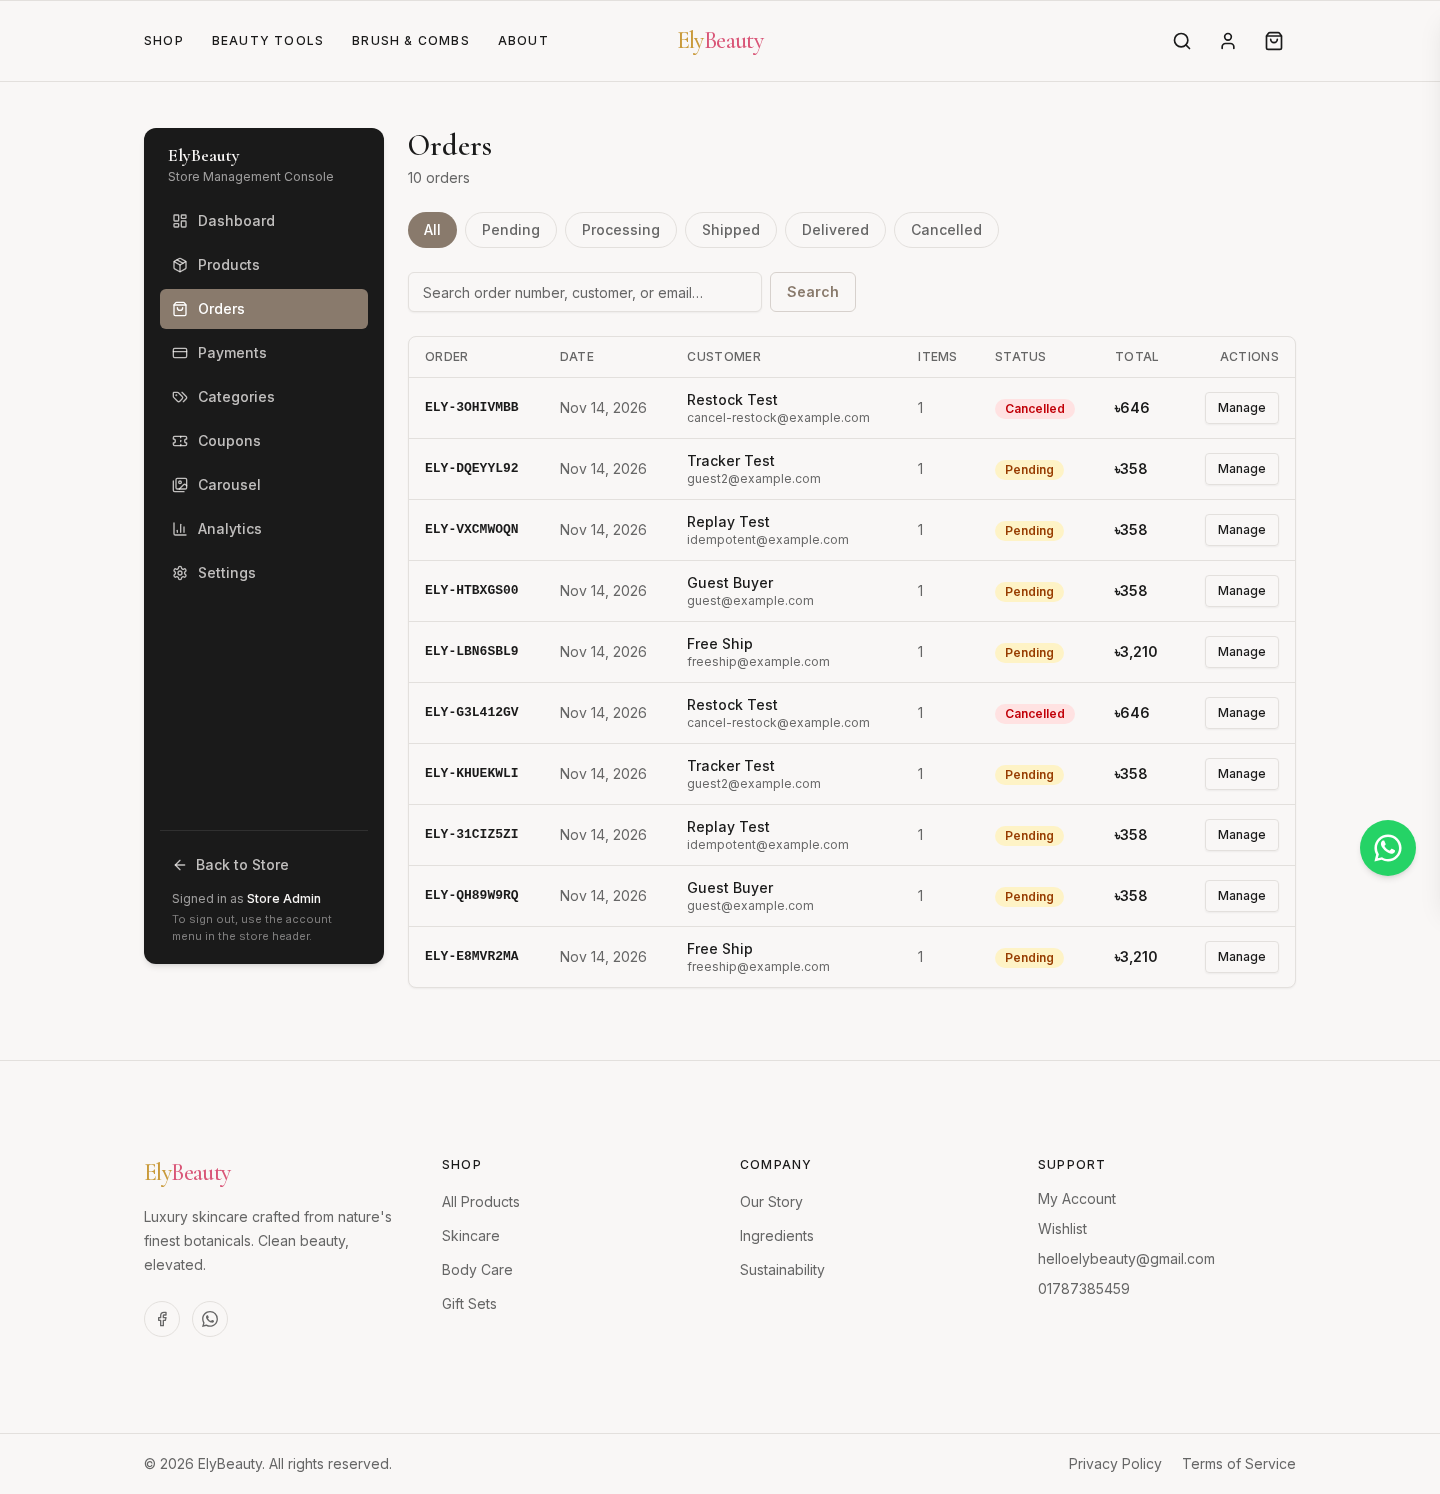 SHOP BEAUTY TOOLS BRUSH & COMBS ABOUT ElyBeauty
ElyBeauty
Store Management Console
Dashboard
Products
Orders
Payments
Categories
Coupons
Carousel
Analytics
Settings
Back to Store
Signed in as Store Admin
To sign out, use the account
menu in the store header.
Orders
10 orders
All Pending Processing Shipped Delivered Cancelled
Search order number, customer, or email... Search
ORDER DATE CUSTOMER ITEMS STATUS TOTAL ACTIONS
ELY-3OHIVMBB Nov 14, 2026 Restock Test 1 Cancelled ৳646 Manage
cancel-restock@example.com
ELY-DQEYYL92 Nov 14, 2026 Tracker Test 1 Pending ৳358 Manage
guest2@example.com
ELY-VXCMWOQN Nov 14, 2026 Replay Test 1 Pending ৳358 Manage
idempotent@example.com
ELY-HTBXGS00 Nov 14, 2026 Guest Buyer 1 Pending ৳358 Manage
guest@example.com
ELY-LBN6SBL9 Nov 14, 2026 Free Ship 1 Pending ৳3,210 Manage
freeship@example.com
ELY-G3L412GV Nov 14, 2026 Restock Test 1 Cancelled ৳646 Manage
cancel-restock@example.com
ELY-KHUEKWLI Nov 14, 2026 Tracker Test 1 Pending ৳358 Manage
guest2@example.com
ELY-31CIZ5ZI Nov 14, 2026 Replay Test 1 Pending ৳358 Manage
idempotent@example.com
ELY-QH89W9RQ Nov 14, 2026 Guest Buyer 1 Pending ৳358 Manage
guest@example.com
ELY-E8MVR2MA Nov 14, 2026 Free Ship 1 Pending ৳3,210 Manage
freeship@example.com
ElyBeauty
Luxury skincare crafted from nature's
finest botanicals. Clean beauty,
elevated.
SHOP
All Products
Skincare
Body Care
Gift Sets
COMPANY
Our Story
Ingredients
Sustainability
SUPPORT
My Account
Wishlist
helloelybeauty@gmail.com
01787385459
© 2026 ElyBeauty. All rights reserved. Privacy Policy Terms of Service